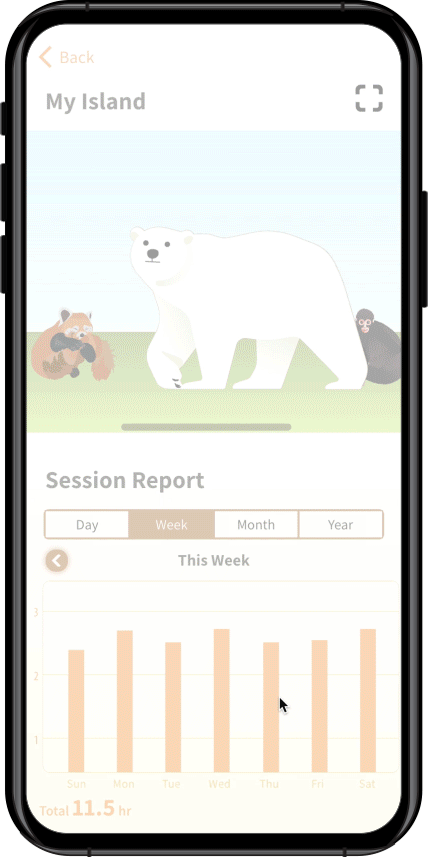 Back
My Island
Session Report
Day Week Month Year
This Week
3
2
1
Sun Mon Tue Wed Thu Fri Sat
Total 11.5 hr